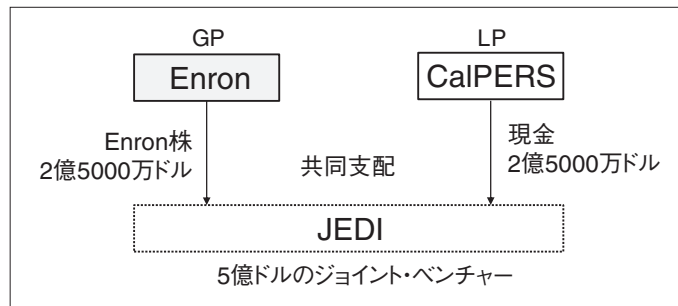 GP
LP
Enron
CalPERS
Enron株
2億5000万ドル
現金
2億5000万ドル
共同支配
JEDI
5億ドルのジョイント・ベンチャー